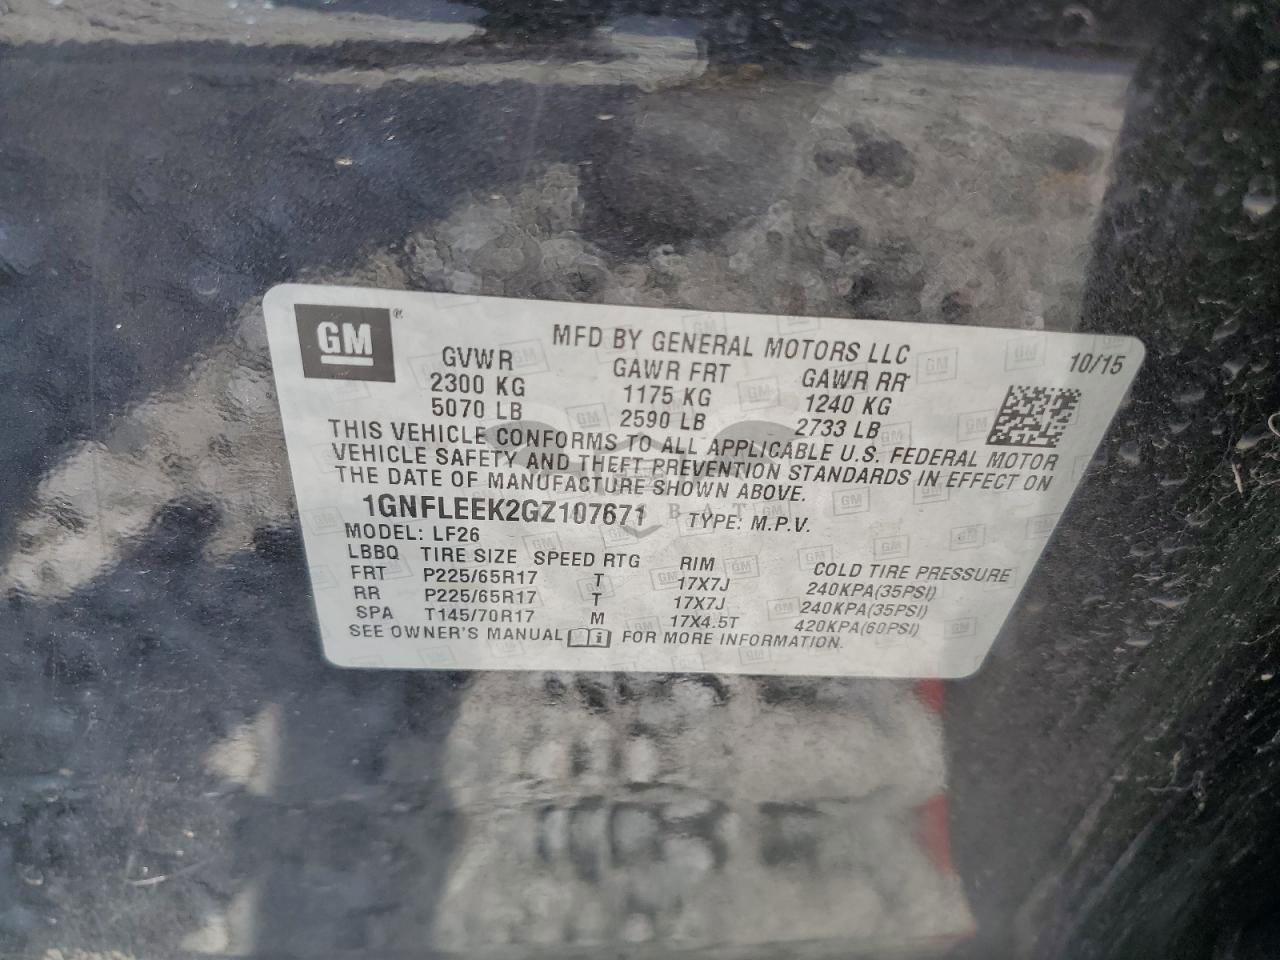 GM®
MFD BY GENERAL MOTORS LLC
10/15
GVWR GAWR FRT GAWR RR
2300 KG 1175 KG 1240 KG
5070 LB 2590 LB 2733 LB
THIS VEHICLE CONFORMS TO ALL APPLICABLE U.S. FEDERAL MOTOR
VEHICLE SAFETY AND THEFT PREVENTION STANDARDS IN EFFECT ON
THE DATE OF MANUFACTURE SHOWN ABOVE.
1GNFLEEK2GZ107671 TYPE: M.P.V.
MODEL: LF26
LBBQ TIRE SIZE SPEED RTG RIM COLD TIRE PRESSURE
FRT P225/65R17 T 17X7J 240KPA(35PSI)
RR P225/65R17 T 17X7J 240KPA(35PSI)
SPA T145/70R17 M 17X4.5T 420KPA(60PSI)
SEE OWNER'S MANUAL FOR MORE INFORMATION.